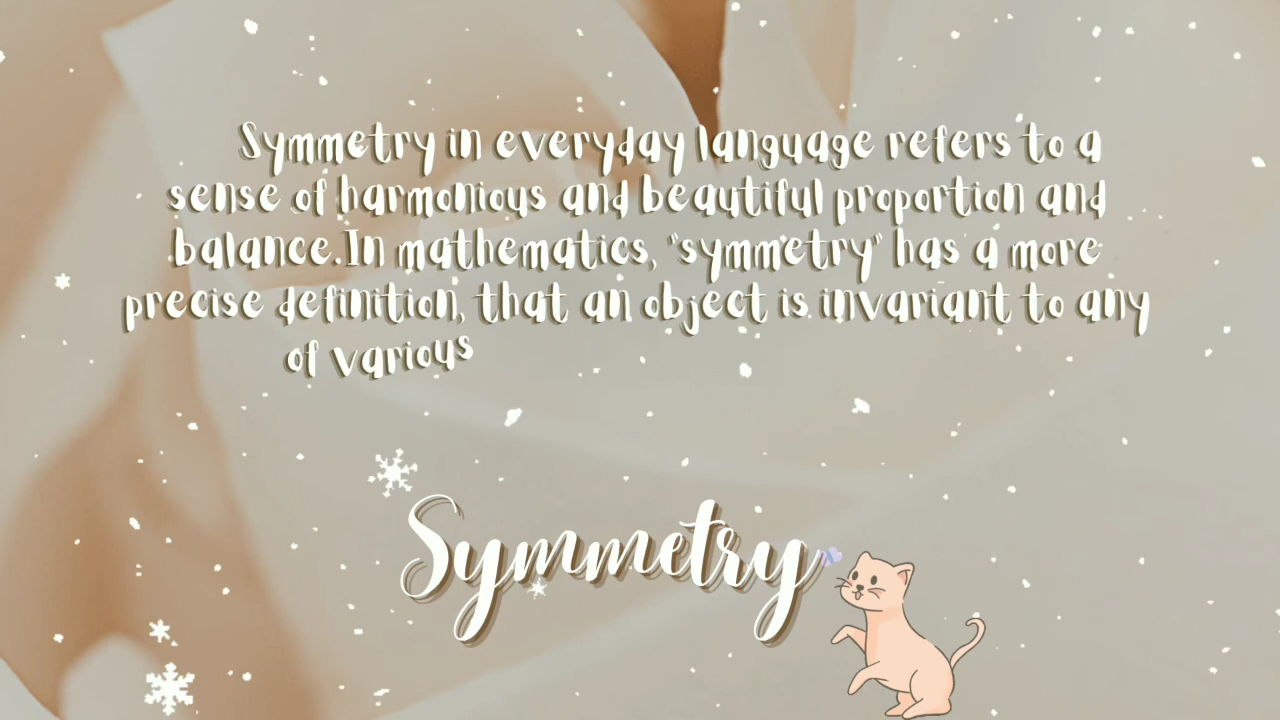 Symmetry in everyday language refers to a
sense of harmonious and beautiful proportion and
balance.In mathematics, "symmetry" has a more
precise definition, that an object is invariant to any
of various
Symmetry